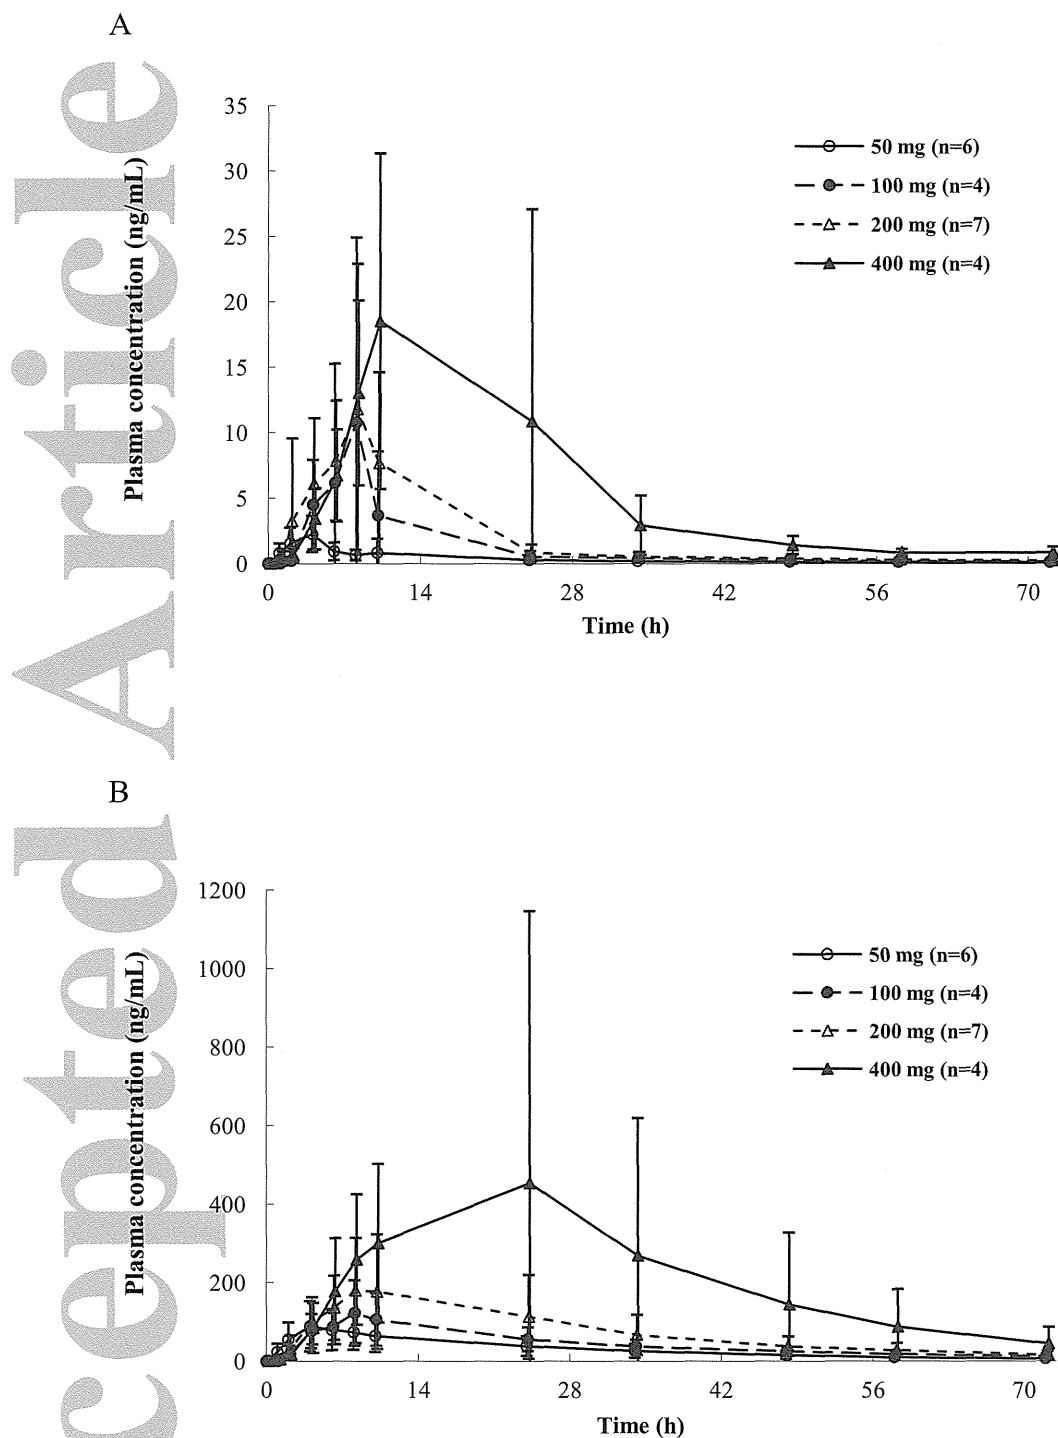 A
Plasma concentration (ng/mL)
35
30
25
20
15
10
5
0
0 14 28 42 56 70
Time (h)
50 mg (n=6)
100 mg (n=4)
200 mg (n=7)
400 mg (n=4)
B
Plasma concentration (ng/mL)
1200
1000
800
600
400
200
0
0 14 28 42 56 70
Time (h)
50 mg (n=6)
100 mg (n=4)
200 mg (n=7)
400 mg (n=4)
cepted Article